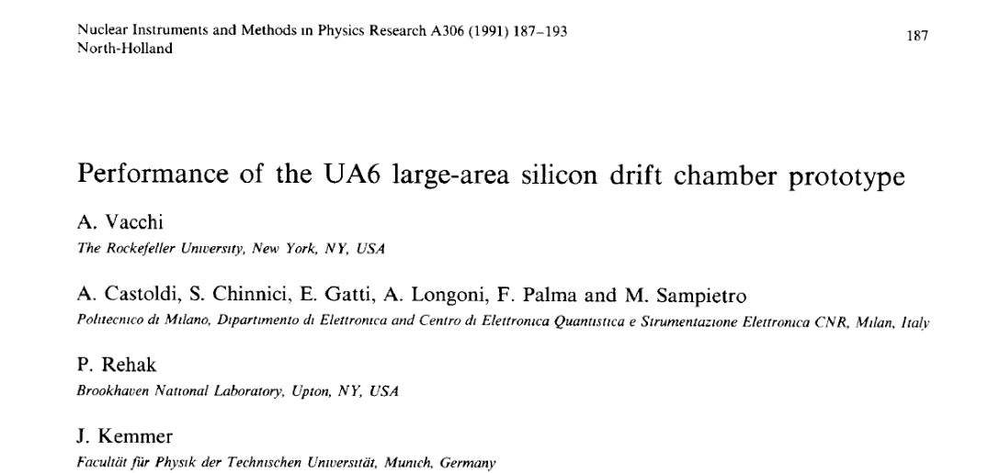 Nuclear Instruments and Methods in Physics Research A306 (1991) 187–193
187
North-Holland
Performance of the UA6 large-area silicon drift chamber prototype
A. Vacchi
The Rockefeller University, New York, NY, USA
A. Castoldi, S. Chinnici, E. Gatti, A. Longoni, F. Palma and M. Sampietro
Politecnico di Milano, Dipartimento di Elettronica and Centro di Elettronica Quantistica e Strumentazione Elettronica CNR, Milan, Italy
P. Rehak
Brookhaven National Laboratory, Upton, NY, USA
J. Kemmer
Facultät für Physik der Technischen Universität, Munich, Germany